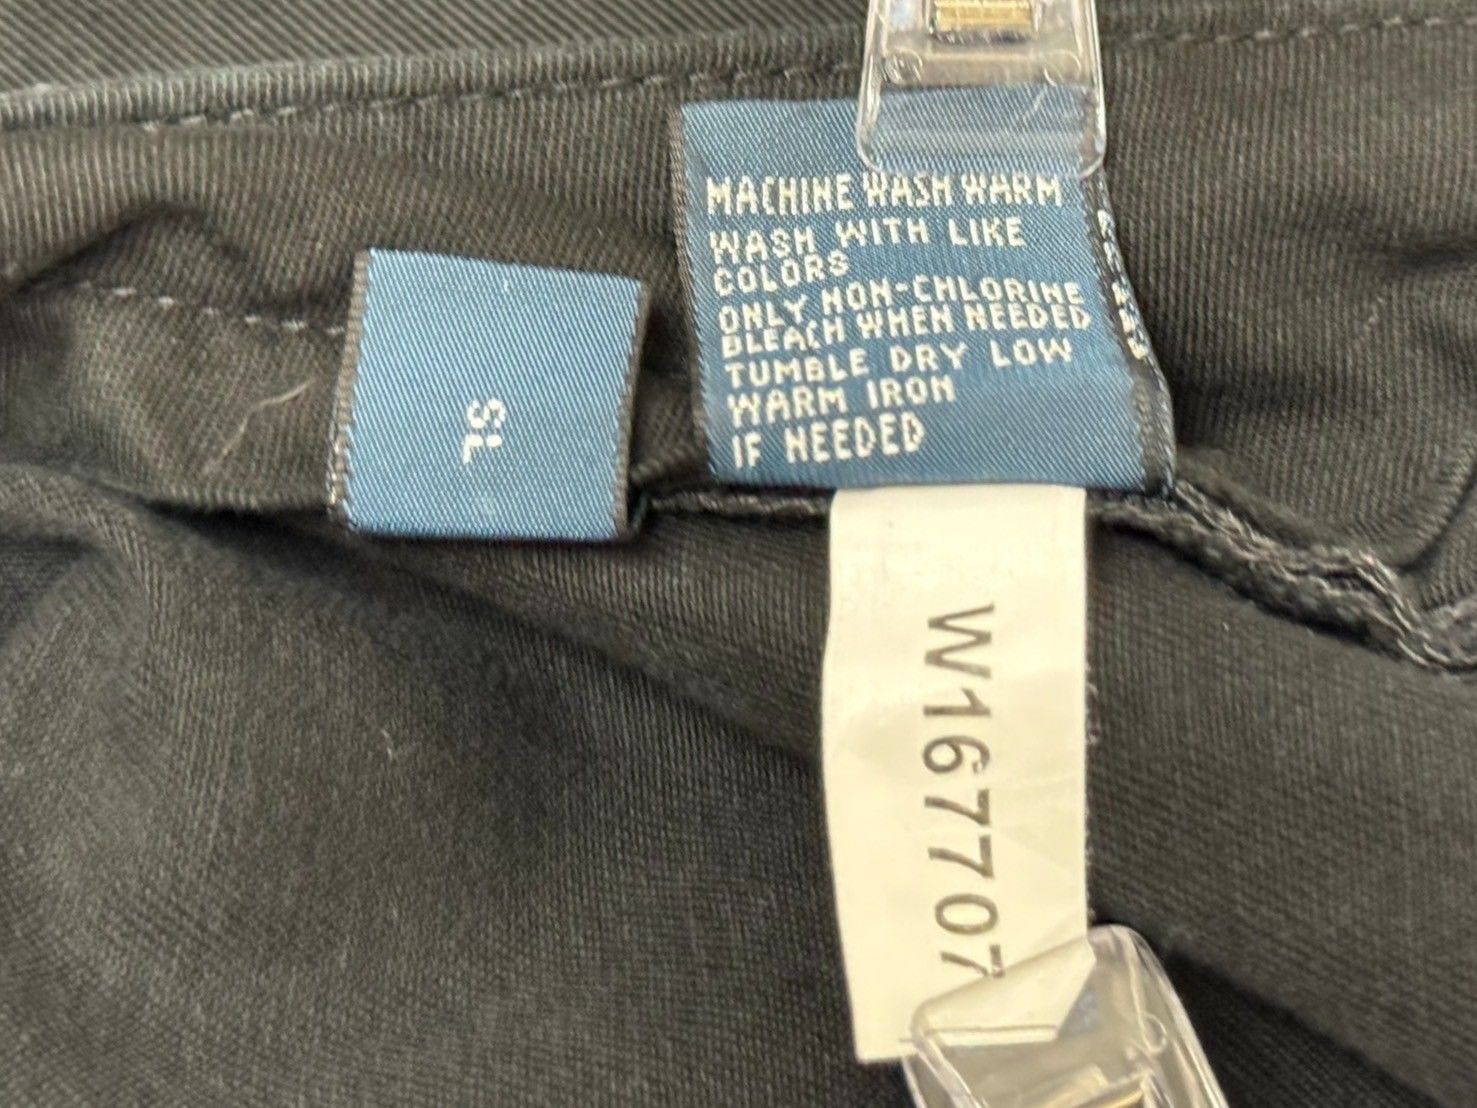 SL
MACHINE WASH WARM
WASH WITH LIKE
COLORS
ONLY NON-CHLORINE
BLEACH WHEN NEEDED
TUMBLE DRY LOW
WARM IRON
IF NEEDED
W167707